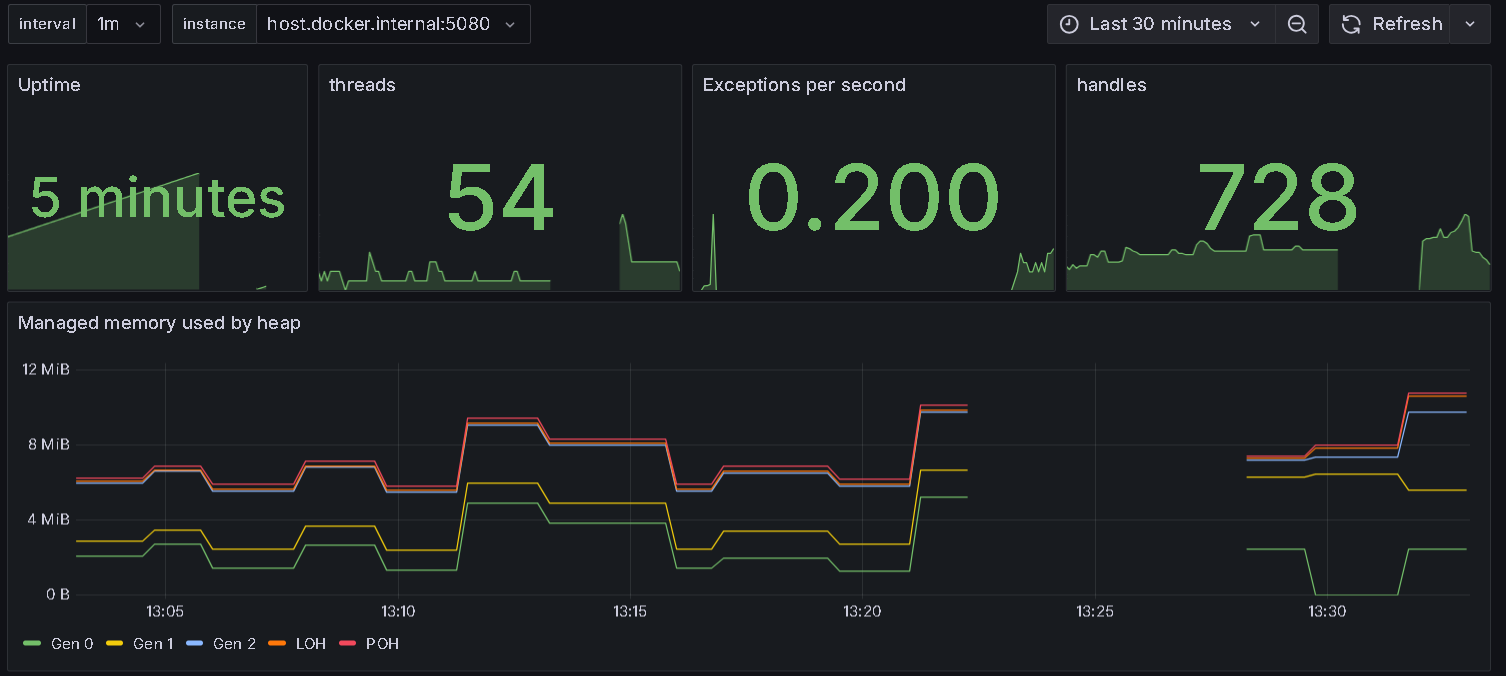 interval 1m instance host.docker.internal:5080 Last 30 minutes Refresh
Uptime threads Exceptions per second handles
5 minutes 54 0.200 728
Managed memory used by heap
12 MiB
8 MiB
4 MiB
0 B
13:05 13:10 13:15 13:20 13:25 13:30
Gen 0 Gen 1 Gen 2 LOH POH